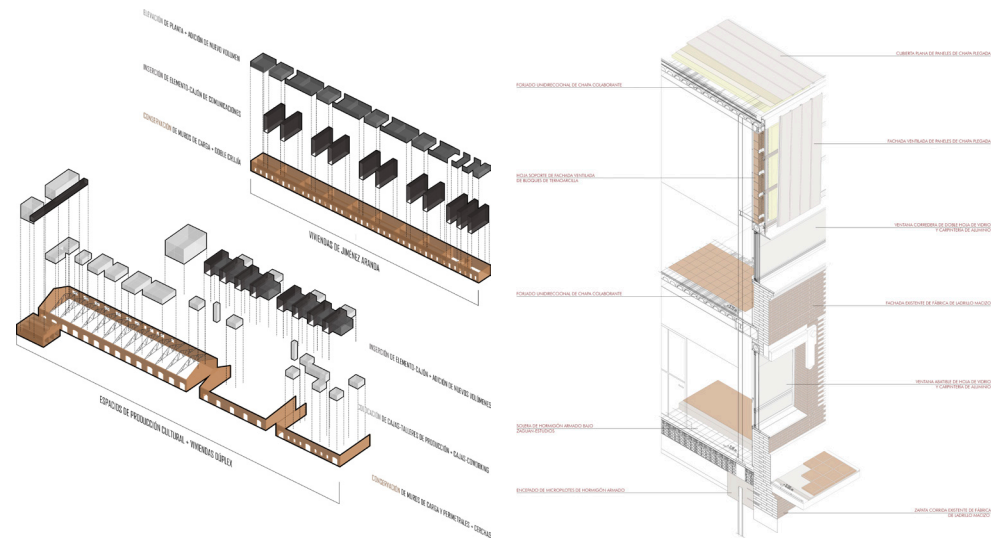 ELEVACIÓN DE PLANTA + ADICIÓN DE NUEVO VOLUMEN
INSERCIÓN DE ELEMENTO-CAJÓN DE COMUNICACIONES
CONSERVACIÓN DE MUROS DE CARGA + DOBLE CRUJÍA
VIVIENDAS DE JIMÉNEZ ARANDA
INSERCIÓN DE ELEMENTO-CAJÓN + ADICIÓN DE NUEVOS VOLÚMENES
COLOCACIÓN DE CAJAS-TALLERES DE PRODUCCIÓN + CAJAS-COWORKING
CONSERVACIÓN DE MUROS DE CARGA Y PERIMETRALES + CERCHAS
ESPACIOS DE PRODUCCIÓN CULTURAL + VIVIENDAS DÚPLEX
CUBIERTA PLANA DE PANELES DE CHAPA PLEGADA
FORJADO UNIDIRECCIONAL DE CHAPA COLABORANTE
FACHADA VENTILADA DE PANELES DE CHAPA PLEGADA
HOJA SOPORTE DE FACHADA VENTILADA
DE BLOQUES DE TERMOARCILLA
VENTANA CORREDERA DE DOBLE HOJA DE VIDRIO
Y CARPINTERÍA DE ALUMINIO
FORJADO UNIDIRECCIONAL DE CHAPA COLABORANTE
FACHADA EXISTENTE DE FÁBRICA DE LADRILLO MACIZO
VENTANA ABATIBLE DE HOJA DE VIDRIO
Y CARPINTERÍA DE ALUMINIO
SOLERA DE HORMIGÓN ARMADO BAJO
ZAGUÁN ESTUDIOS
ENCEPADO DE MICROPILOTES DE HORMIGÓN ARMADO
ZAPATA CORRIDA EXISTENTE DE FÁBRICA
DE LADRILLO MACIZO